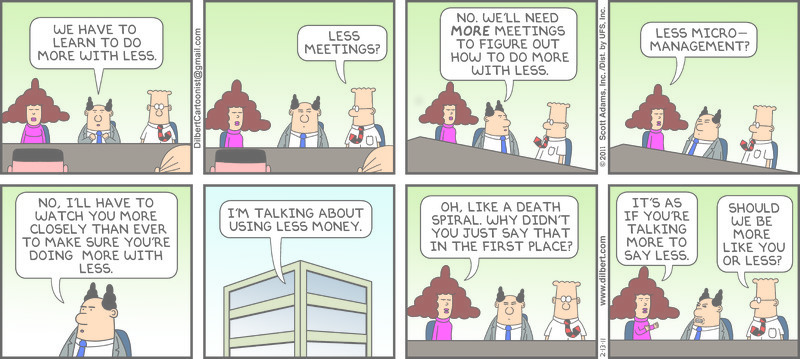 WE HAVE TO
LEARN TO DO
MORE WITH LESS.
DilbertCartoonist@gmail.com
LESS
MEETINGS?
NO. WE'LL NEED
MORE MEETINGS
TO FIGURE OUT
HOW TO DO MORE
WITH LESS.
LESS MICRO-
MANAGEMENT?
©2011 Scott Adams, Inc. /Dist. by UFS, Inc.
NO, I'LL HAVE TO
WATCH YOU MORE
CLOSELY THAN EVER
TO MAKE SURE YOU'RE
DOING MORE WITH
LESS.
I'M TALKING ABOUT
USING LESS MONEY.
OH, LIKE A DEATH
SPIRAL. WHY DIDN'T
YOU JUST SAY THAT
IN THE FIRST PLACE?
www.dilbert.com
2-13-11
IT'S AS
IF YOU'RE
TALKING
MORE TO
SAY LESS.
SHOULD
WE BE
MORE
LIKE YOU
OR LESS?